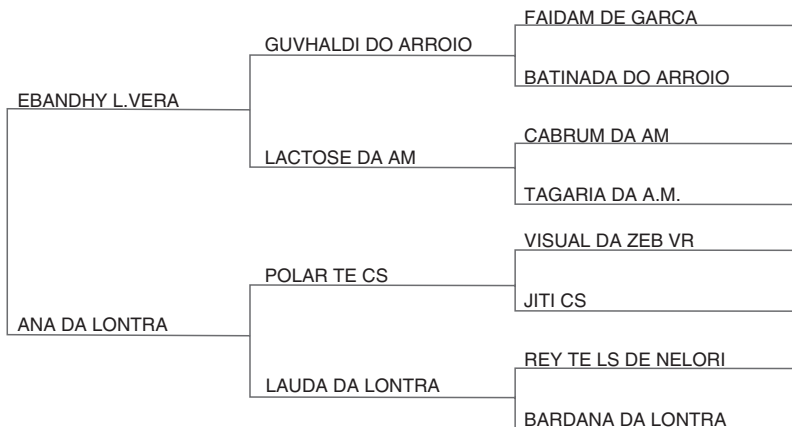 FAIDAM DE GARCA
GUVHALDI DO ARROIO
BATINADA DO ARROIO
EBANDHY L.VERA
CABRUM DA AM
LACTOSE DA AM
TAGARIA DA A.M.
VISUAL DA ZEB VR
POLAR TE CS
JITI CS
ANA DA LONTRA
REY TE LS DE NELORI
LAUDA DA LONTRA
BARDANA DA LONTRA